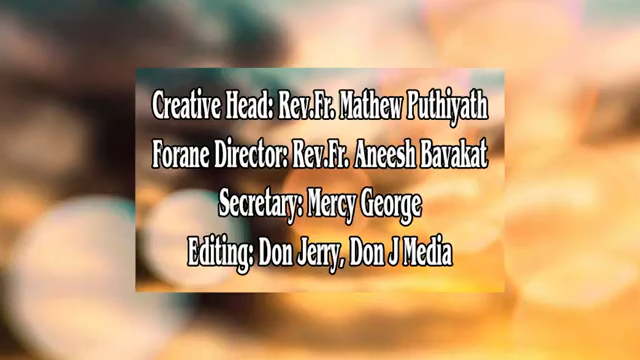 Creative Head: Rev.Fr. Mathew Puthiyath
Forane Director: Rev.Fr. Aneesh Bavakat
Secretary: Mercy George
Editing: Don Jerry, Don J Media